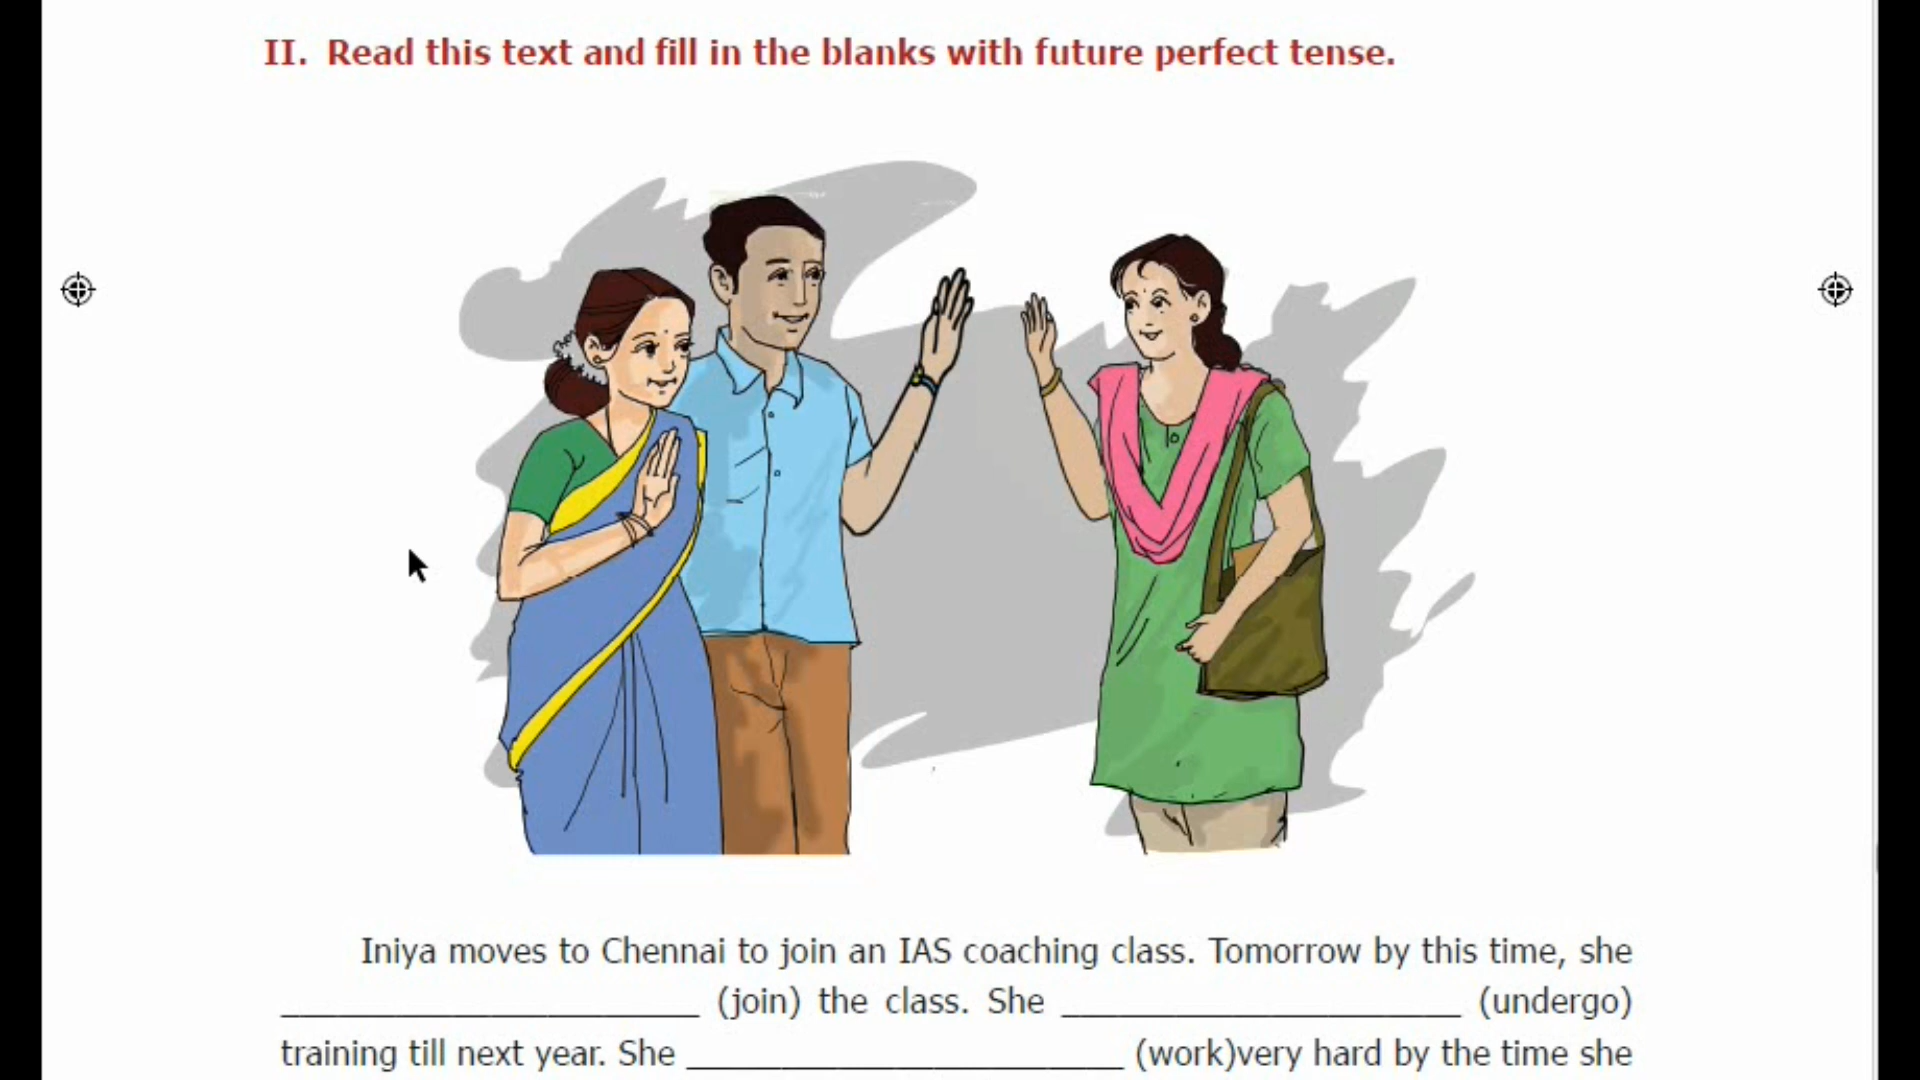 II. Read this text and fill in the blanks with future perfect tense.
Iniya moves to Chennai to join an IAS coaching class. Tomorrow by this time, she
______________________ (join) the class. She _____________________ (undergo)
training till next year. She _______________________ (work)very hard by the time she